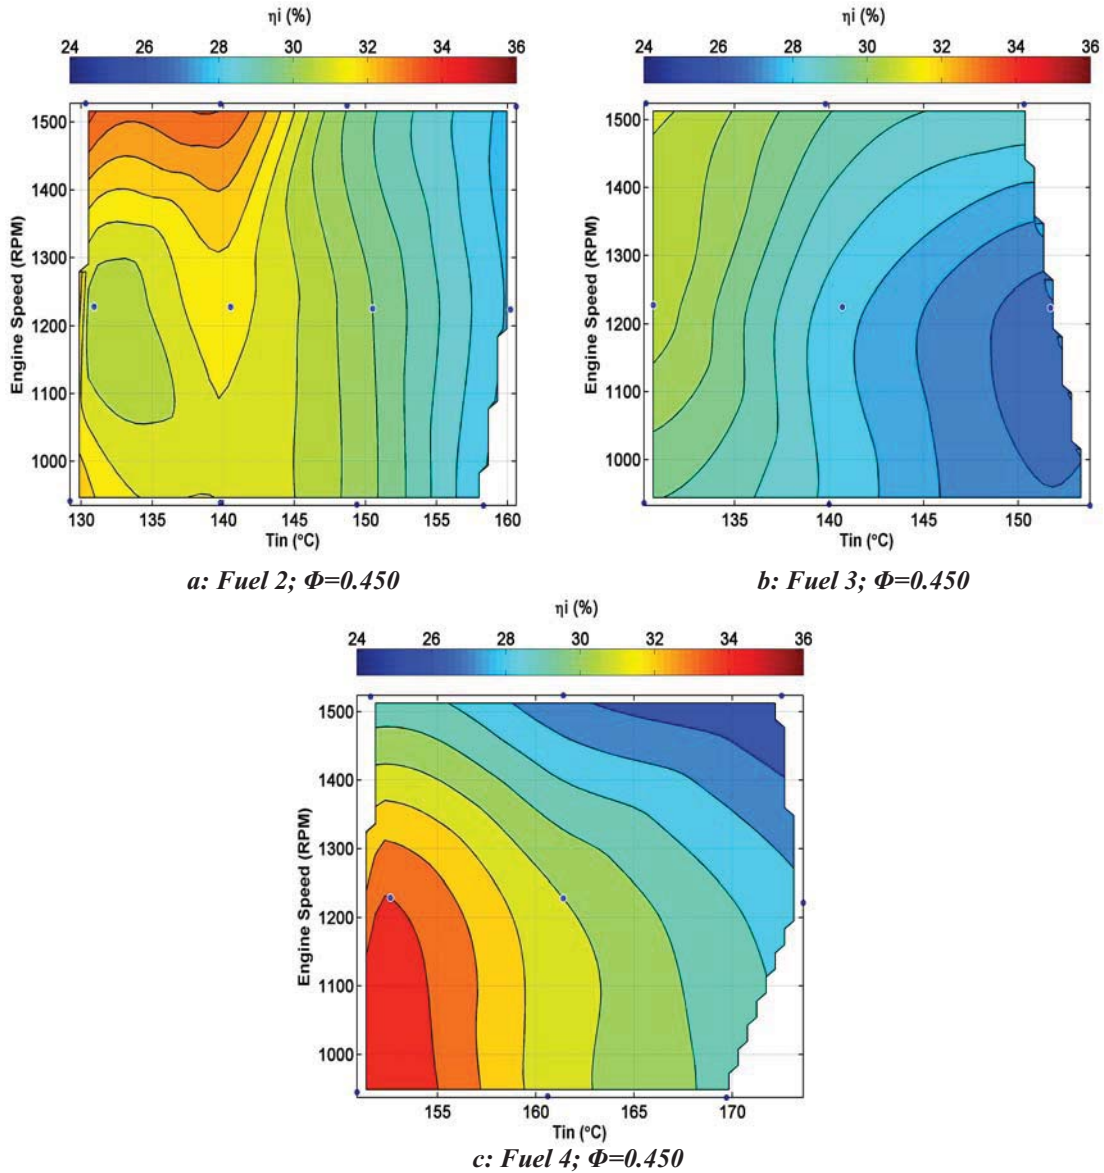 ηi (%) ηi (%)
24 26 28 30 32 34 36 24 26 28 30 32 34 36
1500 1500
1400 1400
1300 1300
1200 1200
1100 1100
1000 1000
Engine Speed (RPM) Engine Speed (RPM)
130 135 140 145 150 155 160 135 140 145 150
Tin (°C) Tin (°C)
a: Fuel 2; Φ=0.450 b: Fuel 3; Φ=0.450
ηi (%)
24 26 28 30 32 34 36
1500
1400
1300
1200
1100
1000
Engine Speed (RPM)
155 160 165 170
Tin (°C)
c: Fuel 4; Φ=0.450